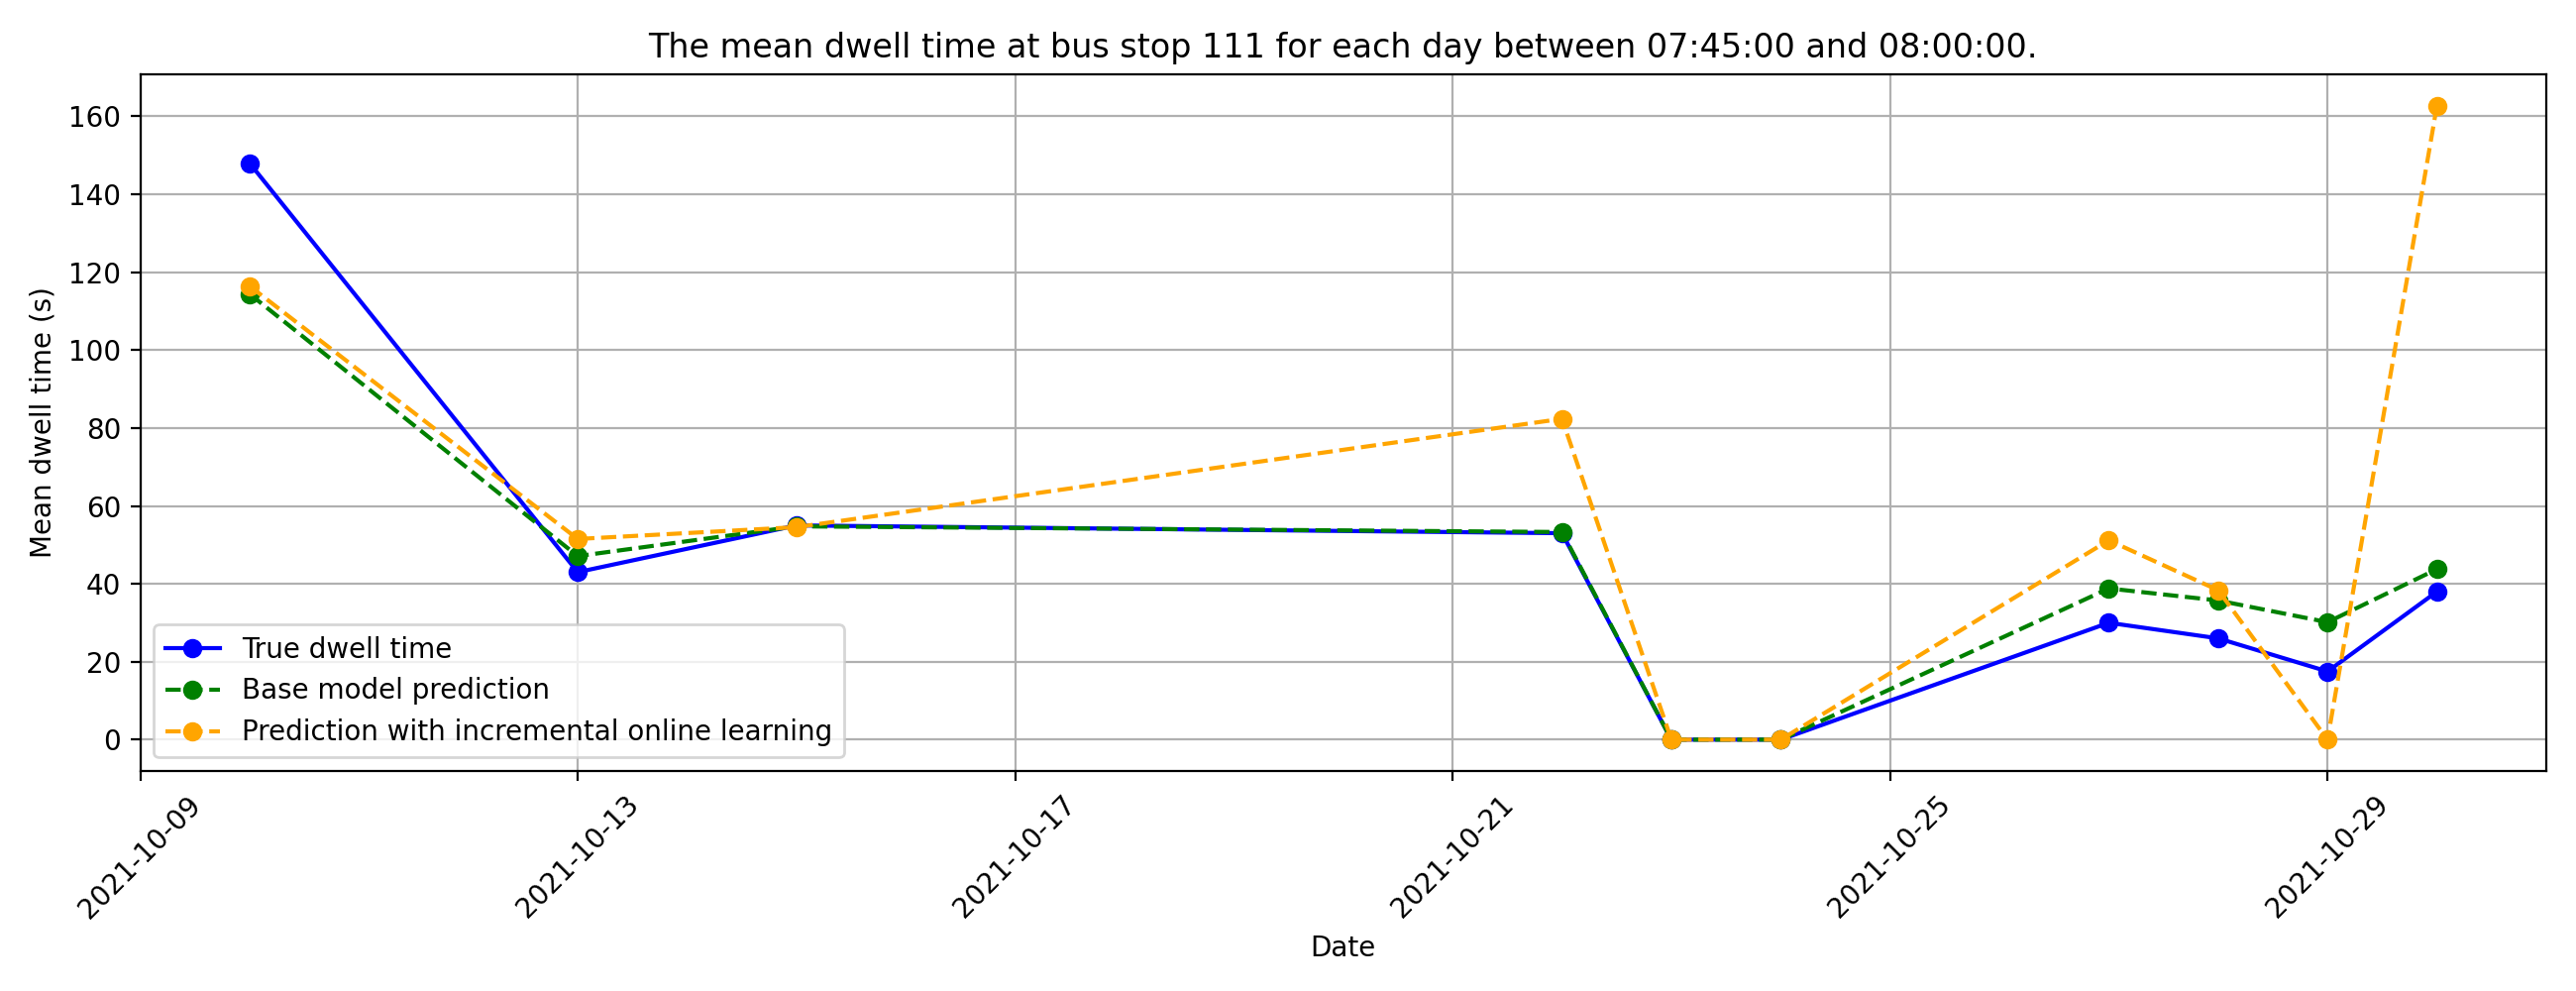 The mean dwell time at bus stop 111 for each day between 07:45:00 and 08:00:00.
Mean dwell time (s)
160
140
120
100
80
60
40
20
0
True dwell time
Base model prediction
Prediction with incremental online learning
2021-10-09
2021-10-13
2021-10-17
2021-10-21
2021-10-25
2021-10-29
Date